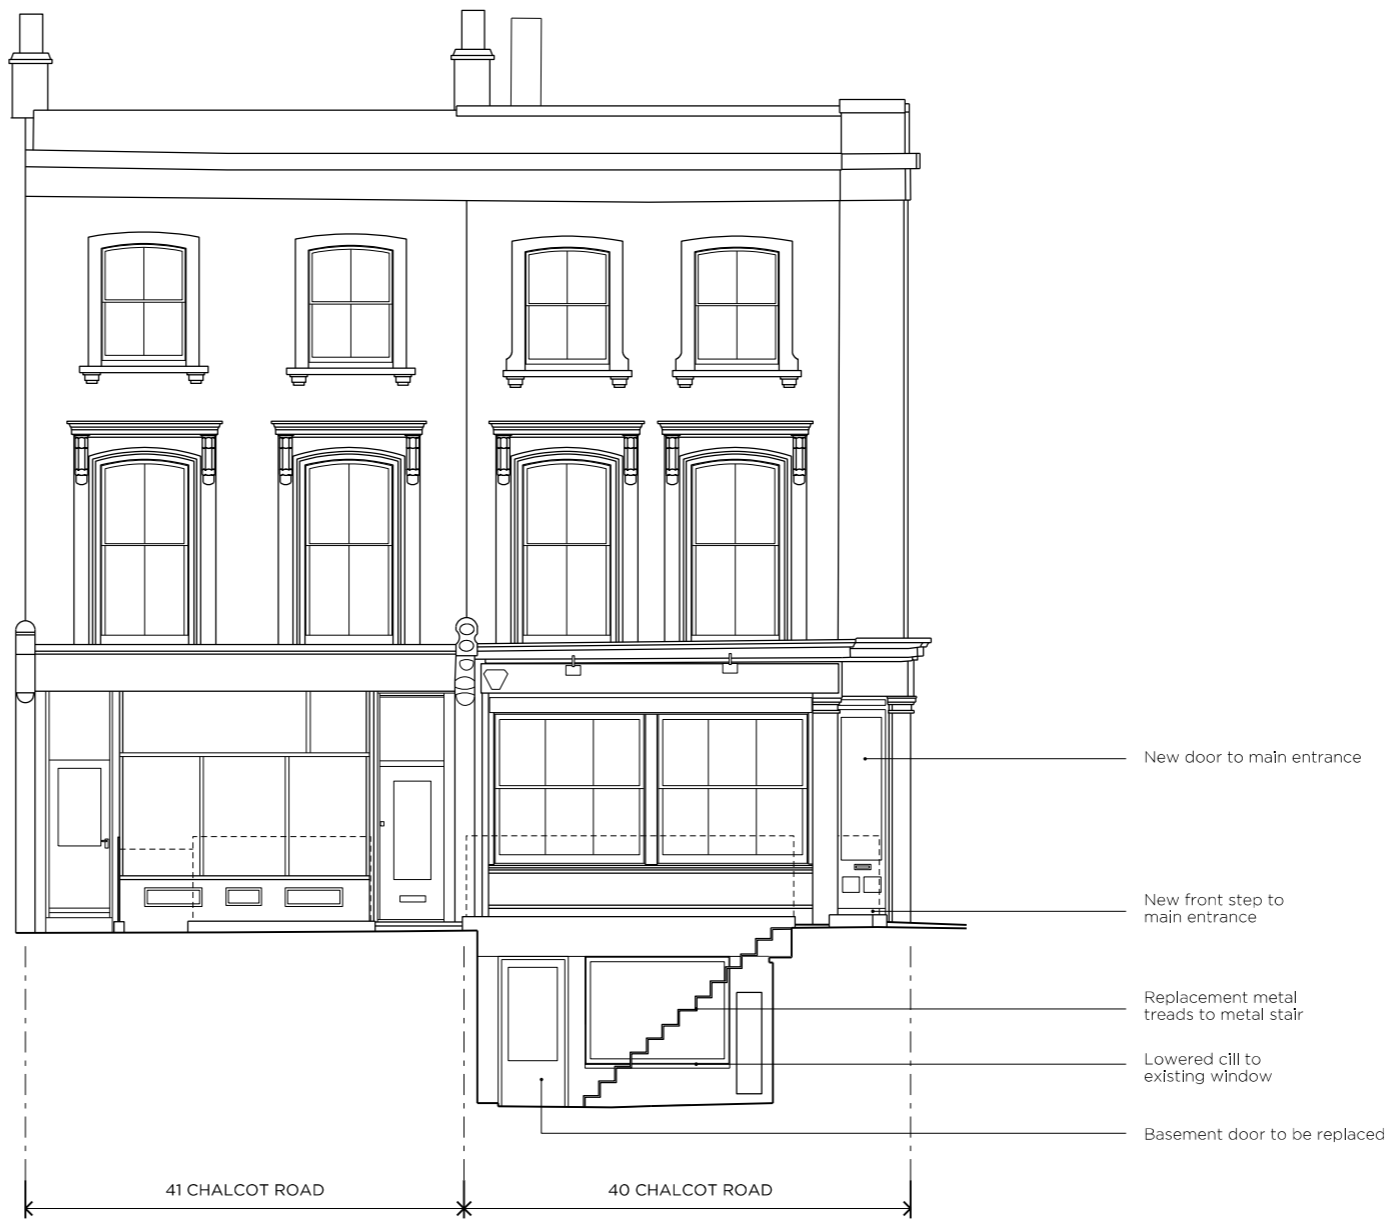 New door to main entrance
New front step to
main entrance
Replacement metal
treads to metal stair
Lowered cill to
existing window
Basement door to be replaced
41 CHALCOT ROAD
40 CHALCOT ROAD